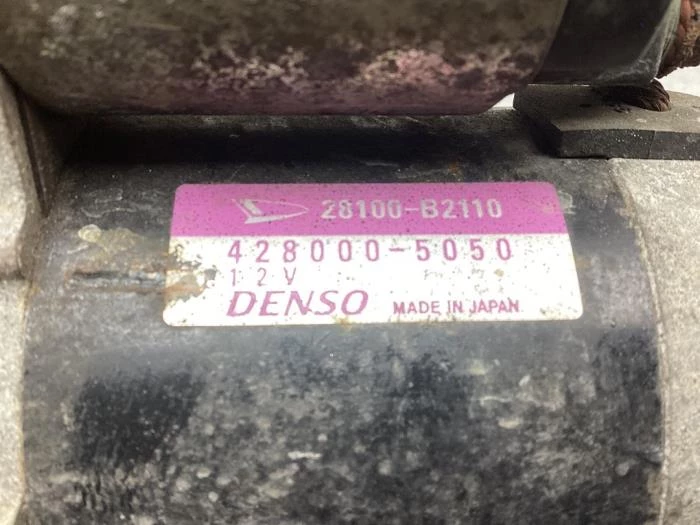 28100-B2110
428000-5050
12V
DENSO MADE IN JAPAN